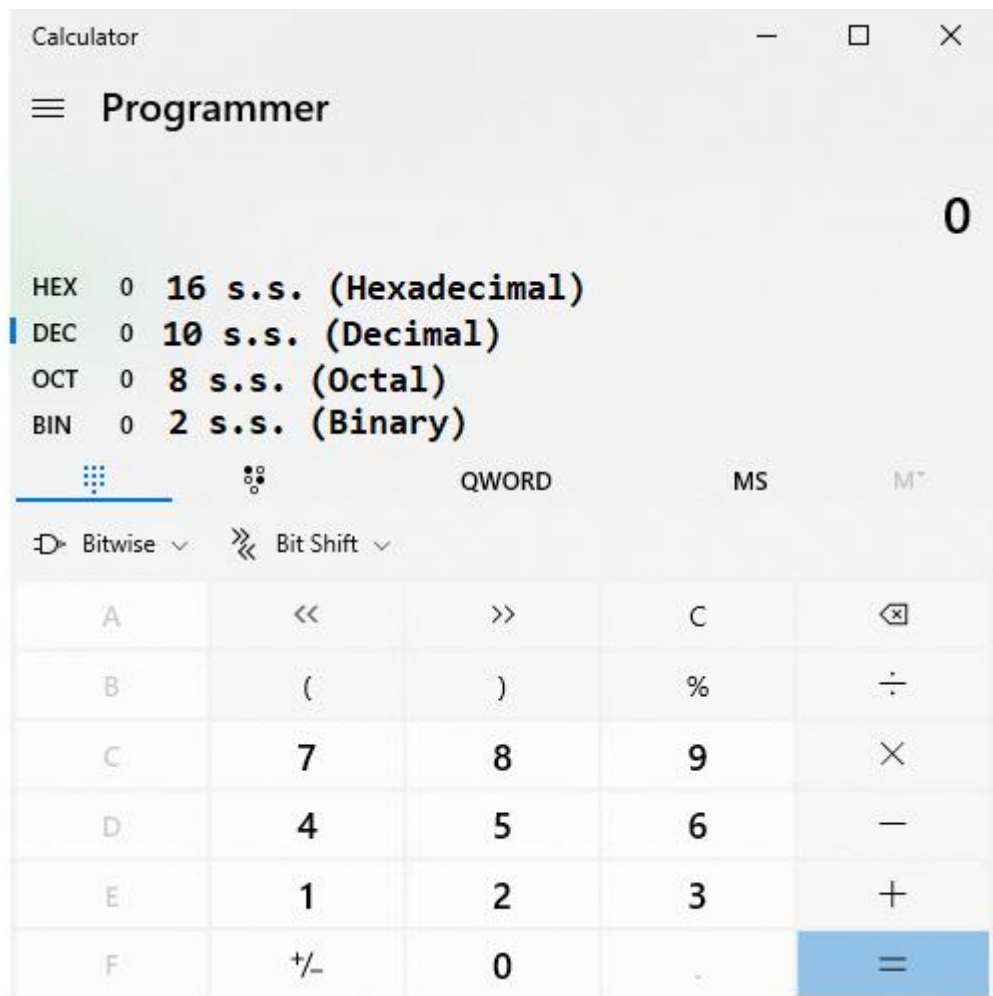 Calculator
Programmer
0
HEX 0 16 s.s. (Hexadecimal)
DEC 0 10 s.s. (Decimal)
OCT 0 8 s.s. (Octal)
BIN 0 2 s.s. (Binary)
QWORD MS M˅
Bitwise Bit Shift
A << >> C
B ( ) % ÷
C 7 8 9 ×
D 4 5 6 −
E 1 2 3 +
F +/− 0 . =